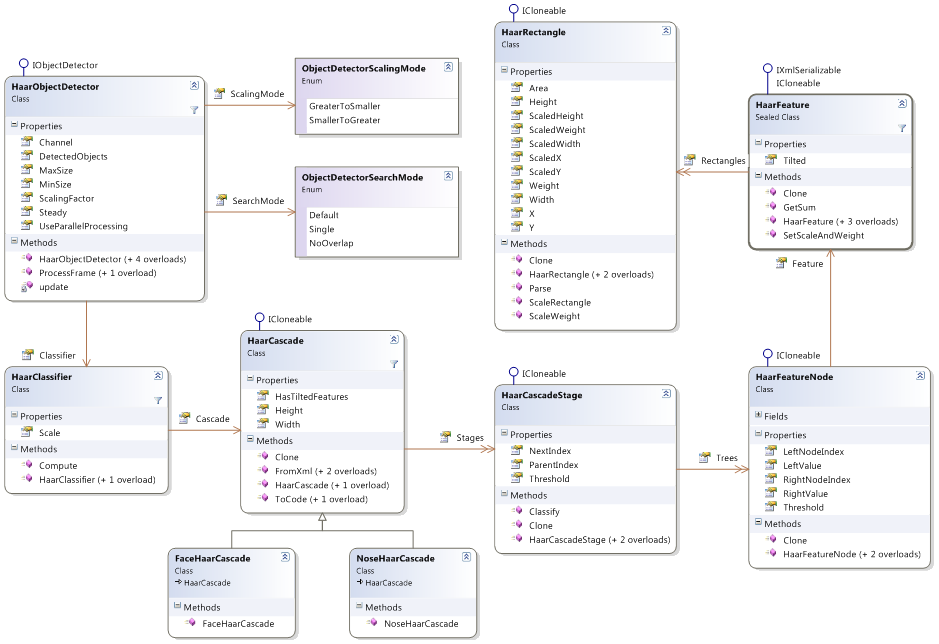 IObjectDetector
HaarObjectDetector
Class
Properties
Channel
DetectedObjects
MaxSize
MinSize
ScalingFactor
Steady
UseParallelProcessing
Methods
HaarObjectDetector (+ 4 overloads)
ProcessFrame (+ 1 overload)
update
ScalingMode
ObjectDetectorScalingMode
Enum
GreaterToSmaller
SmallerToGreater
SearchMode
ObjectDetectorSearchMode
Enum
Default
Single
NoOverlap
ICloneable
HaarRectangle
Class
Properties
Area
Height
ScaledHeight
ScaledWeight
ScaledWidth
ScaledX
ScaledY
Weight
Width
X
Y
Methods
Clone
HaarRectangle (+ 2 overloads)
Parse
ScaleRectangle
ScaleWeight
Rectangles
IXmlSerializable
ICloneable
HaarFeature
Sealed Class
Properties
Tilted
Methods
Clone
GetSum
HaarFeature (+ 3 overloads)
SetScaleAndWeight
Feature
Classifier
HaarClassifier
Class
Properties
Scale
Methods
Compute
HaarClassifier (+ 1 overload)
Cascade
ICloneable
HaarCascade
Class
Properties
HasTiltedFeatures
Height
Width
Methods
Clone
FromXml (+ 2 overloads)
HaarCascade (+ 1 overload)
ToCode (+ 1 overload)
Stages
ICloneable
HaarCascadeStage
Class
Properties
NextIndex
ParentIndex
Threshold
Methods
Classify
Clone
HaarCascadeStage (+ 2 overloads)
Trees
ICloneable
HaarFeatureNode
Class
Fields
Properties
LeftNodeIndex
LeftValue
RightNodeIndex
RightValue
Threshold
Methods
Clone
HaarFeatureNode (+ 2 overloads)
FaceHaarCascade
Class
HaarCascade
Methods
FaceHaarCascade
NoseHaarCascade
Class
HaarCascade
Methods
NoseHaarCascade